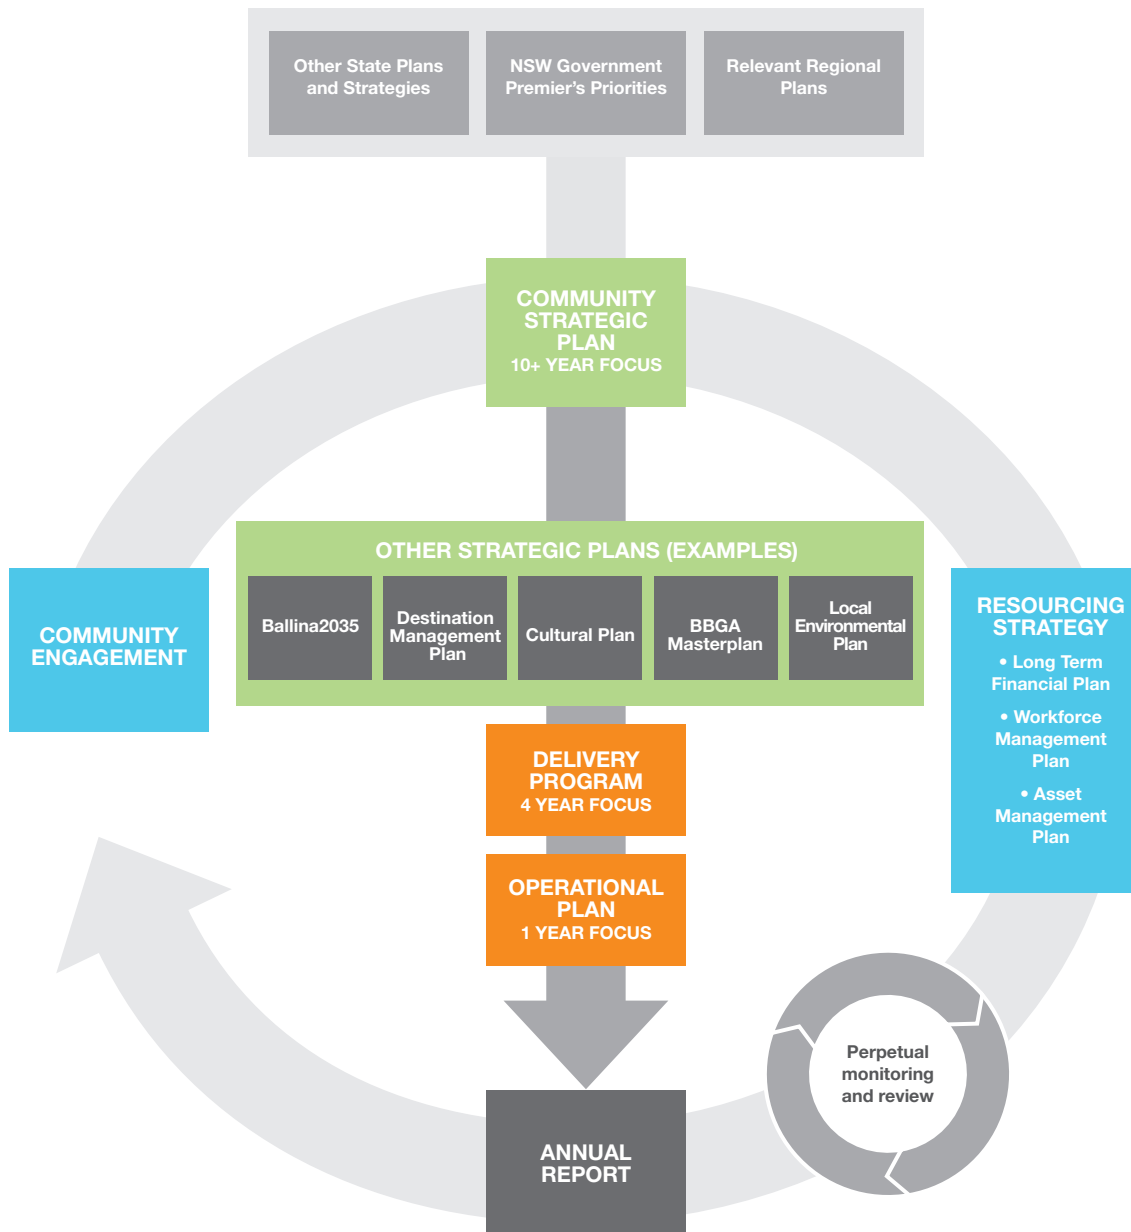 Other State Plans
and Strategies
NSW Government
Premier’s Priorities
Relevant Regional
Plans
COMMUNITY
STRATEGIC
PLAN
10+ YEAR FOCUS
OTHER STRATEGIC PLANS (EXAMPLES)
Ballina2035
Destination
Management
Plan
Cultural Plan
BBGA
Masterplan
Local
Environmental
Plan
COMMUNITY
ENGAGEMENT
RESOURCING
STRATEGY
• Long Term
Financial Plan
• Workforce
Management
Plan
• Asset
Management
Plan
DELIVERY
PROGRAM
4 YEAR FOCUS
OPERATIONAL
PLAN
1 YEAR FOCUS
Perpetual
monitoring
and review
ANNUAL
REPORT